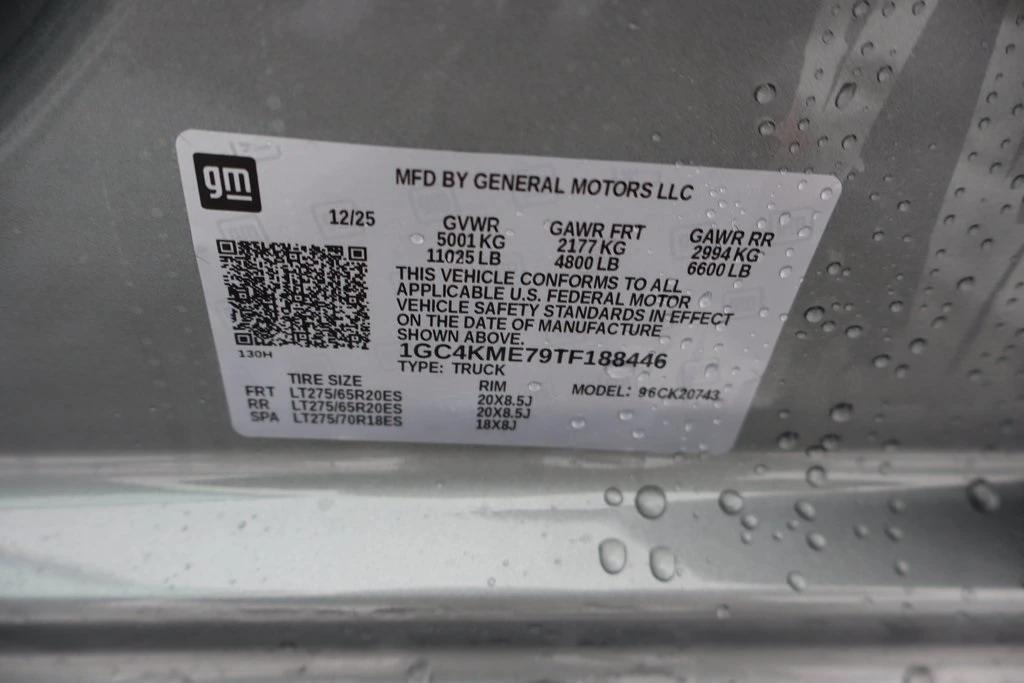 gm
MFD BY GENERAL MOTORS LLC
12/25
GVWR
5001 KG
11025 LB
GAWR FRT
2177 KG
4800 LB
GAWR RR
2994 KG
6600 LB
THIS VEHICLE CONFORMS TO ALL
APPLICABLE U.S. FEDERAL MOTOR
VEHICLE SAFETY STANDARDS IN EFFECT
ON THE DATE OF MANUFACTURE
SHOWN ABOVE.
130H
1GC4KME79TF188446
TYPE: TRUCK
MODEL: 96CK20743
TIRE SIZE RIM
FRT LT275/65R20ES 20X8.5J
RR LT275/65R20ES 20X8.5J
SPA LT275/70R18ES 18X8J